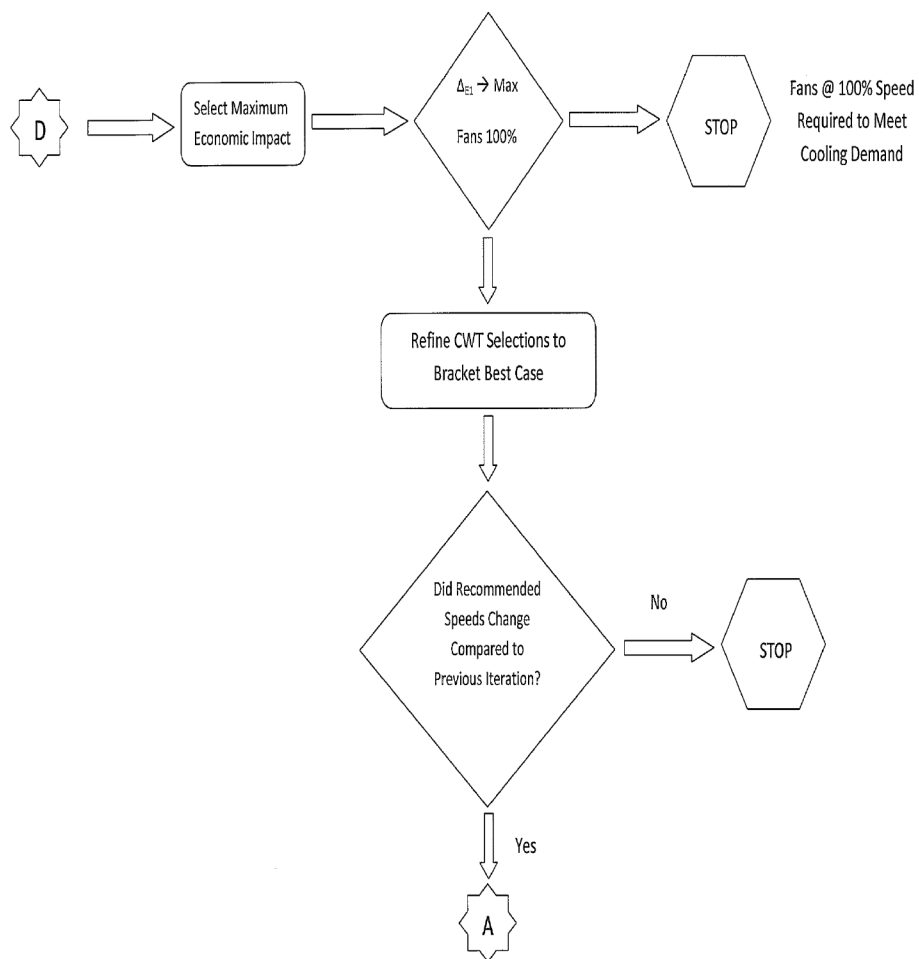 D
Select Maximum
Economic Impact
ΔE1 → Max
Fans 100%
STOP
Fans @ 100% Speed
Required to Meet
Cooling Demand
Refine CWT Selections to
Bracket Best Case
Did Recommended
Speeds Change
Compared to
Previous Iteration?
No
STOP
Yes
A